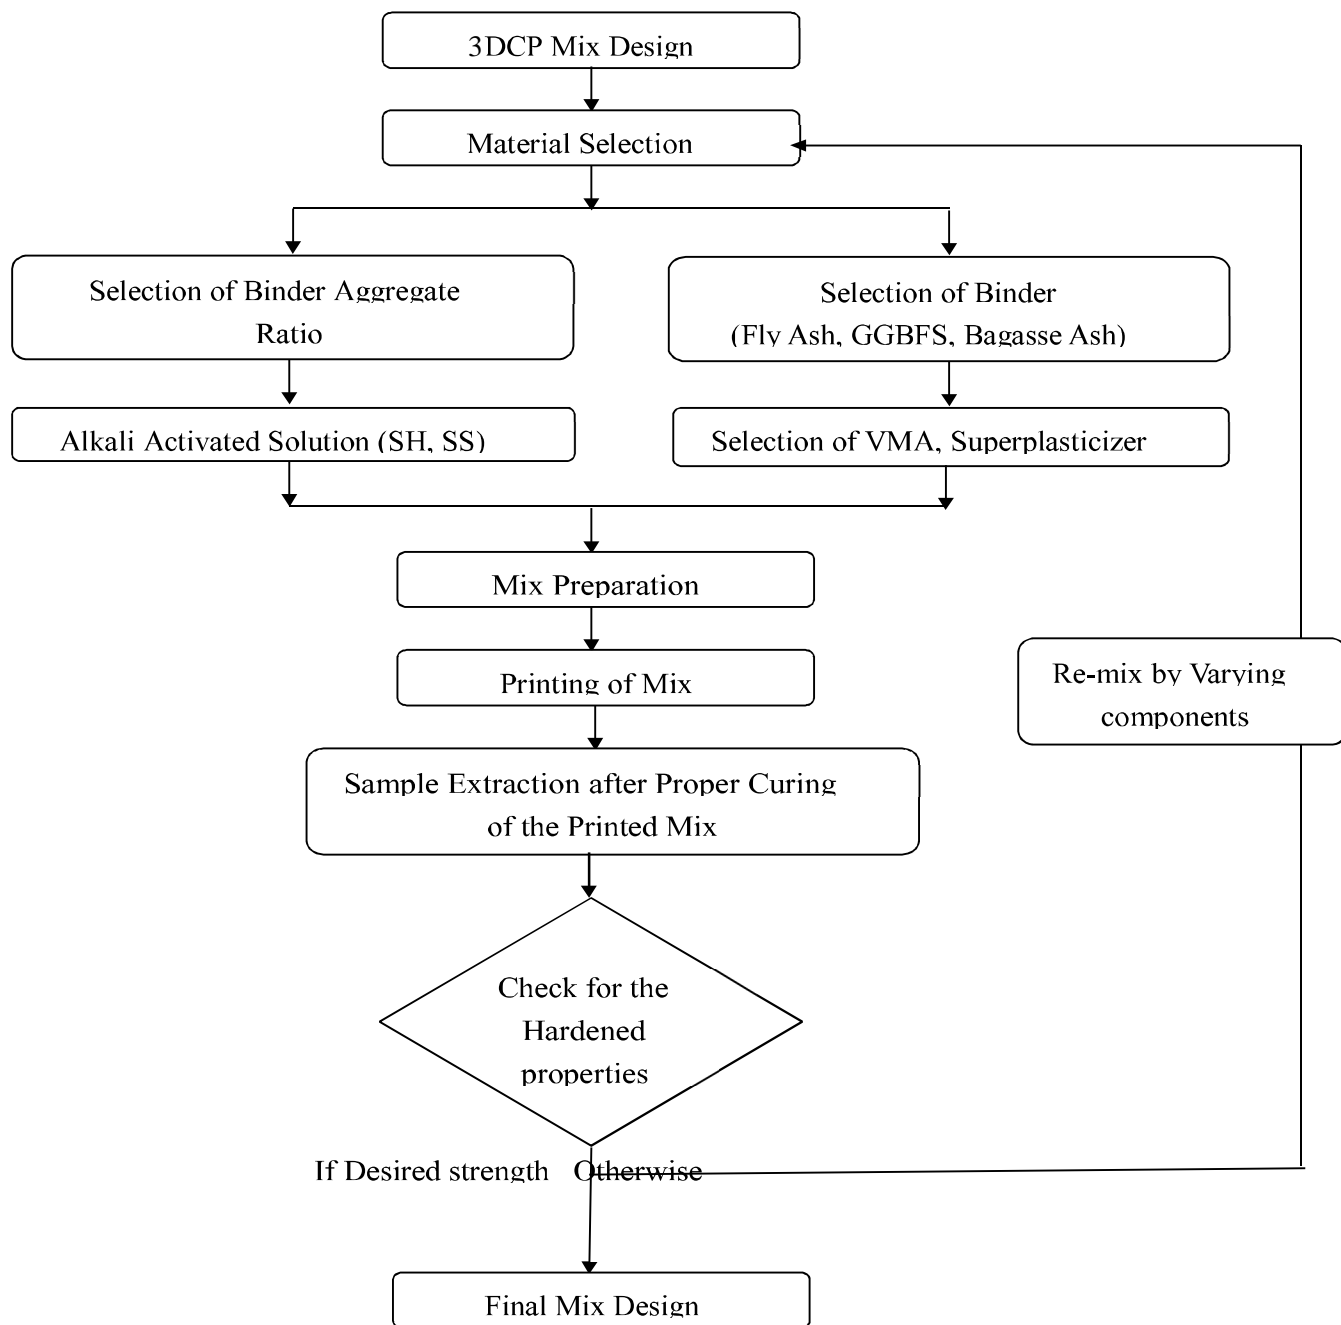 3DCP Mix Design
Material Selection
Selection of Binder Aggregate
Ratio
Selection of Binder
(Fly Ash, GGBFS, Bagasse Ash)
Alkali Activated Solution (SH, SS)
Selection of VMA, Superplasticizer
Mix Preparation
Printing of Mix
Re-mix by Varying
components
Sample Extraction after Proper Curing
of the Printed Mix
Check for the
Hardened
properties
If Desired strength Otherwise
Final Mix Design